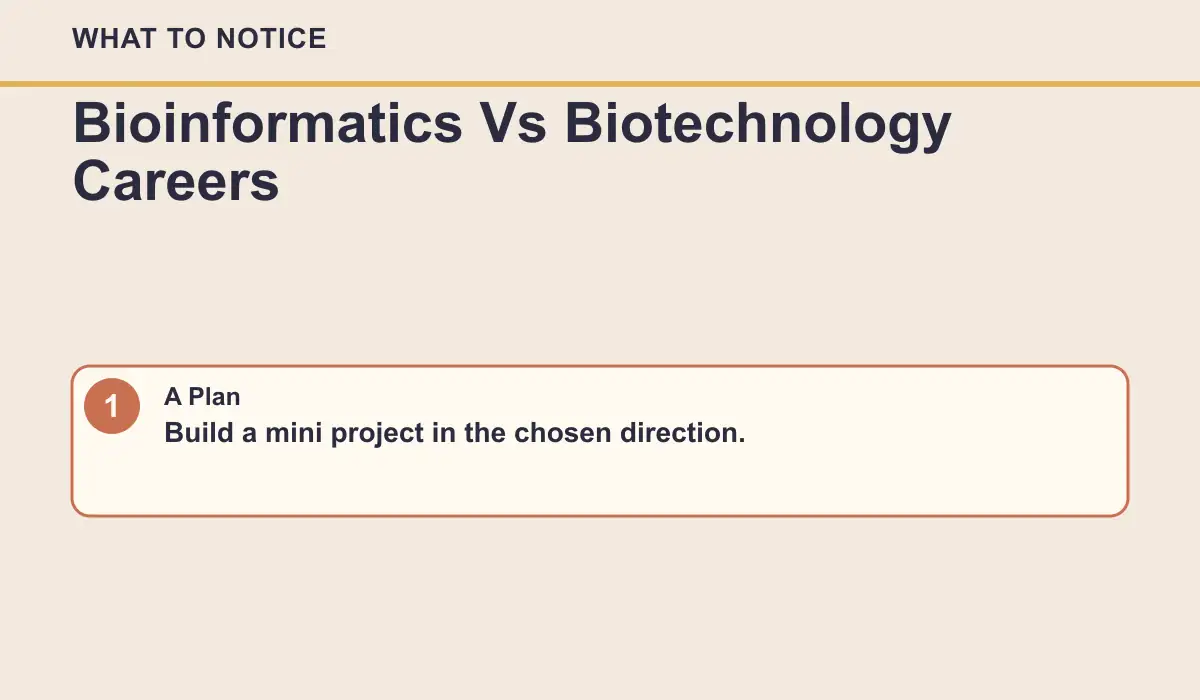 WHAT TO NOTICE
Bioinformatics Vs Biotechnology
Careers
1
A Plan
Build a mini project in the chosen direction.